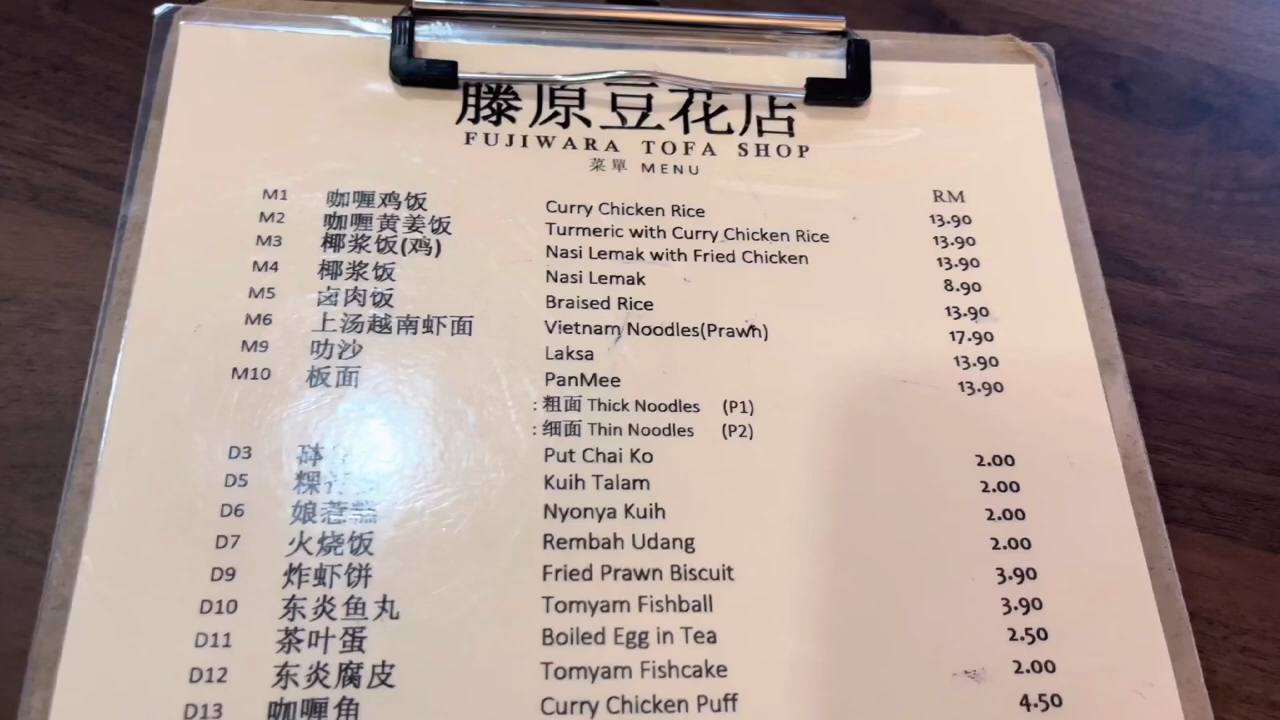 藤原豆花店
FUJIWARA TOFA SHOP
菜單 MENU
RM
M1 咖喱鸡饭 Curry Chicken Rice 13.90
M2 咖喱黄姜饭 Turmeric with Curry Chicken Rice 13.90
M3 椰浆饭(鸡) Nasi Lemak with Fried Chicken 13.90
M4 椰浆饭 Nasi Lemak 8.90
M5 卤肉饭 Braised Rice 13.90
M6 上汤越南虾面 Vietnam Noodles(Prawn) 17.90
M9 叻沙 Laksa 13.90
M10 板面 PanMee 13.90
: 粗面 Thick Noodles (P1)
: 细面 Thin Noodles (P2)
D3 砵 Put Chai Ko 2.00
D5 粿 Kuih Talam 2.00
D6 娘惹糕 Nyonya Kuih 2.00
D7 火烧饭 Rembah Udang 2.00
D9 炸虾饼 Fried Prawn Biscuit 3.90
D10 东炎鱼丸 Tomyam Fishball 3.90
D11 茶叶蛋 Boiled Egg in Tea 2.50
D12 东炎腐皮 Tomyam Fishcake 2.00
D13 咖喱角 Curry Chicken Puff 4.50